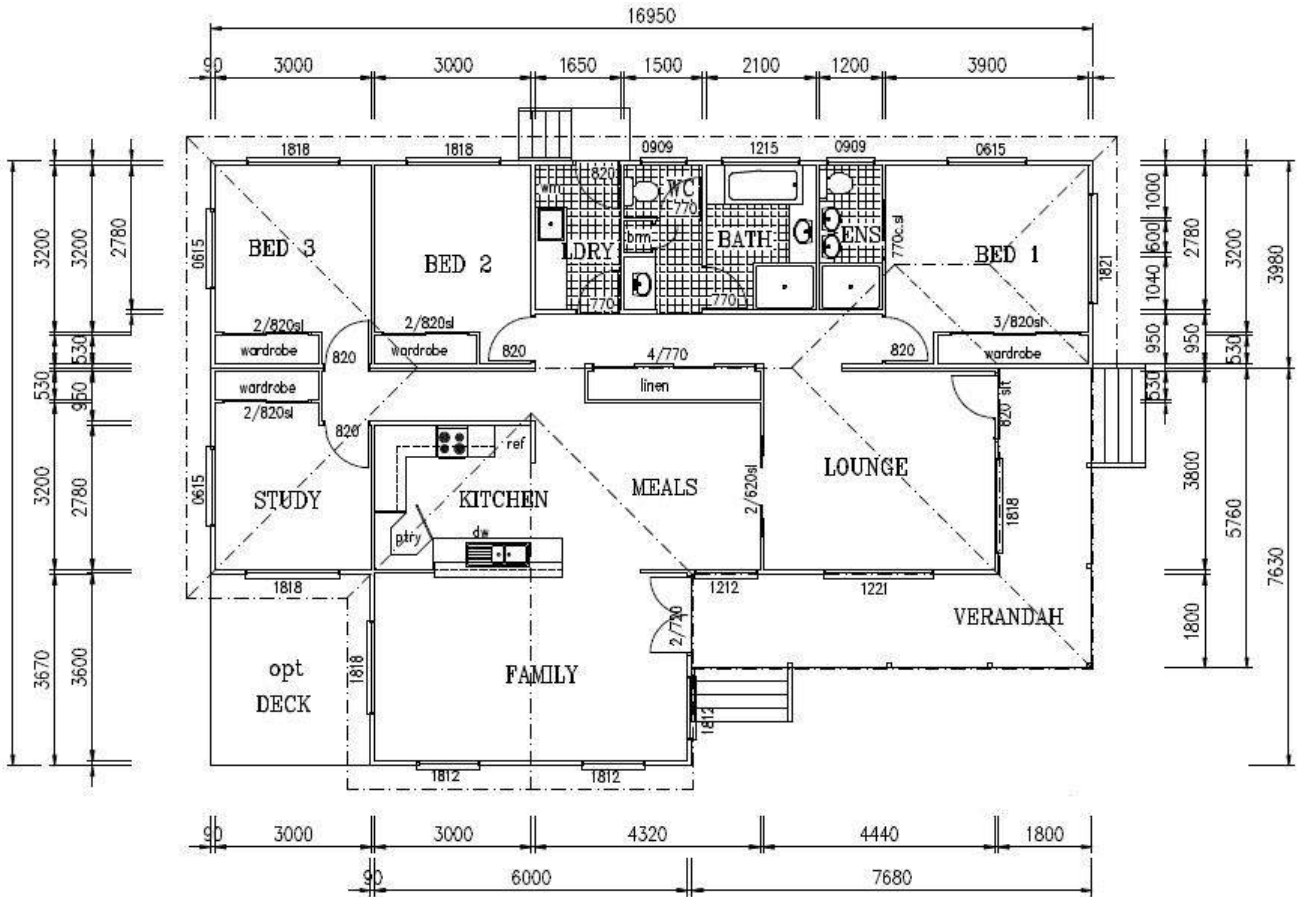 16950
90 3000 3000 1650 1500 2100 1200 3900
1818 1818 0909 1215 0909 0615
3200 3200 2780
0615
BED 3
BED 2
wm
820
LDRY
770
WC
770
brm
BATH
770
ENS
770c.sl
BED 1
1821
1000 600 1040 2780 3200 3980
2/820sl
wardrobe
820
2/820sl
wardrobe
820
4/770
linen
820
3/820sl
wardrobe
530 530 950
950 950 530 530
wardrobe
2/820sl
820
0615
STUDY
1818
ref
KITCHEN
ptry
dw
MEALS
2/620sl
LOUNGE
820 slt
1818
3200 2780
3800 5760 7630
1212
1221
VERANDAH
1800
opt
DECK
1818
FAMILY
2/720
1812
1812 1812
3670 3600
90 3000 3000 4320 4440 1800
90 6000 7680